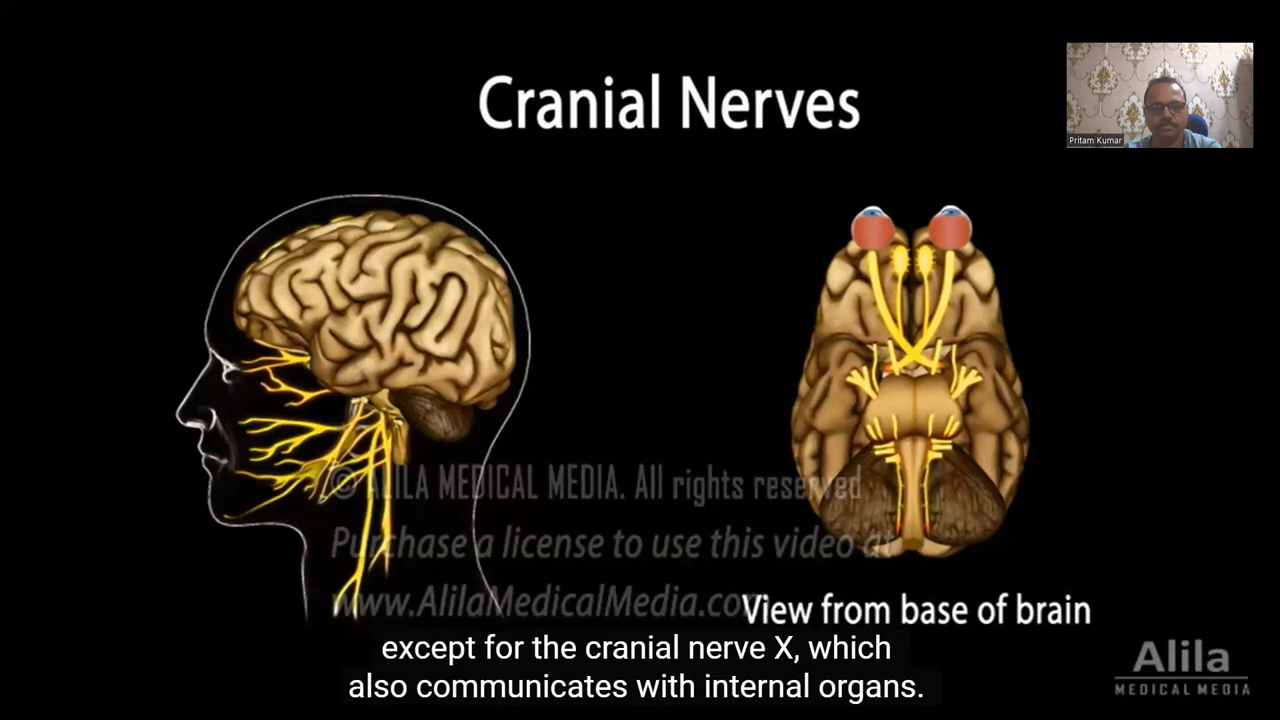 Cranial Nerves
Pritam Kumar
© ALILA MEDICAL MEDIA. All rights reserved
Purchase a license to use this video at
www.AlilaMedicalMedia.com
View from base of brain
except for the cranial nerve X, which
also communicates with internal organs.
Alila
MEDICAL MEDIA